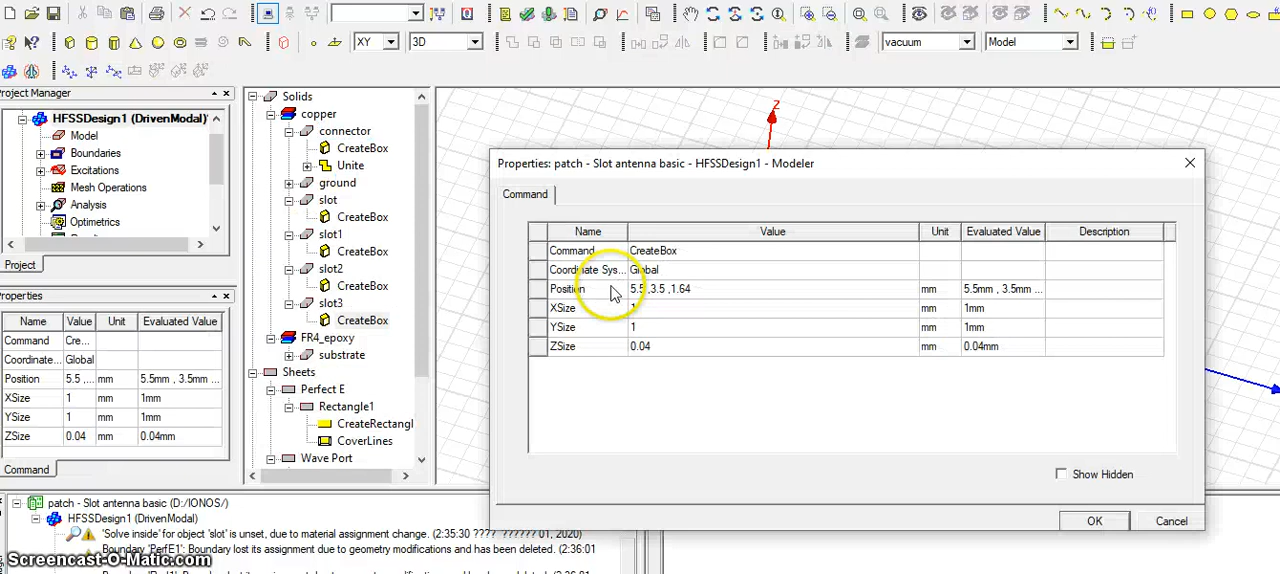 XY
3D
vacuum
Model
Project Manager
HFSSDesign1 (DrivenModal)
Model
Boundaries
Excitations
Mesh Operations
Analysis
Optimetrics
Project
Properties
Name Value Unit Evaluated Value
Command Cre...
Coordinate... Global
Position 5.5 ,... mm 5.5mm , 3.5mm ...
XSize 1 mm 1mm
YSize 1 mm 1mm
ZSize 0.04 mm 0.04mm
Command
Solids
copper
connector
CreateBox
Unite
ground
slot
CreateBox
slot1
CreateBox
slot2
CreateBox
slot3
CreateBox
FR4_epoxy
substrate
Sheets
Perfect E
Rectangle1
CreateRectangl
CoverLines
Wave Port
Z
Properties: patch - Slot antenna basic - HFSSDesign1 - Modeler
Command
Name Value Unit Evaluated Value Description
Command CreateBox
Coordinate Sys... Global
Position 5.5 ,3.5 ,1.64 mm 5.5mm , 3.5mm ...
XSize 1 mm 1mm
YSize 1 mm 1mm
ZSize 0.04 mm 0.04mm
Show Hidden
OK Cancel
patch - Slot antenna basic (D:/IONOS/)
HFSSDesign1 (DrivenModal)
'Solve inside' for object 'slot' is unset, due to material assignment change. (2:35:30 ???? ?????? 01, 2020)
Boundary 'PerfE1': Boundary lost its assignment due to geometry modifications and has been deleted. (2:36:01
Screencast-O-Matic.com